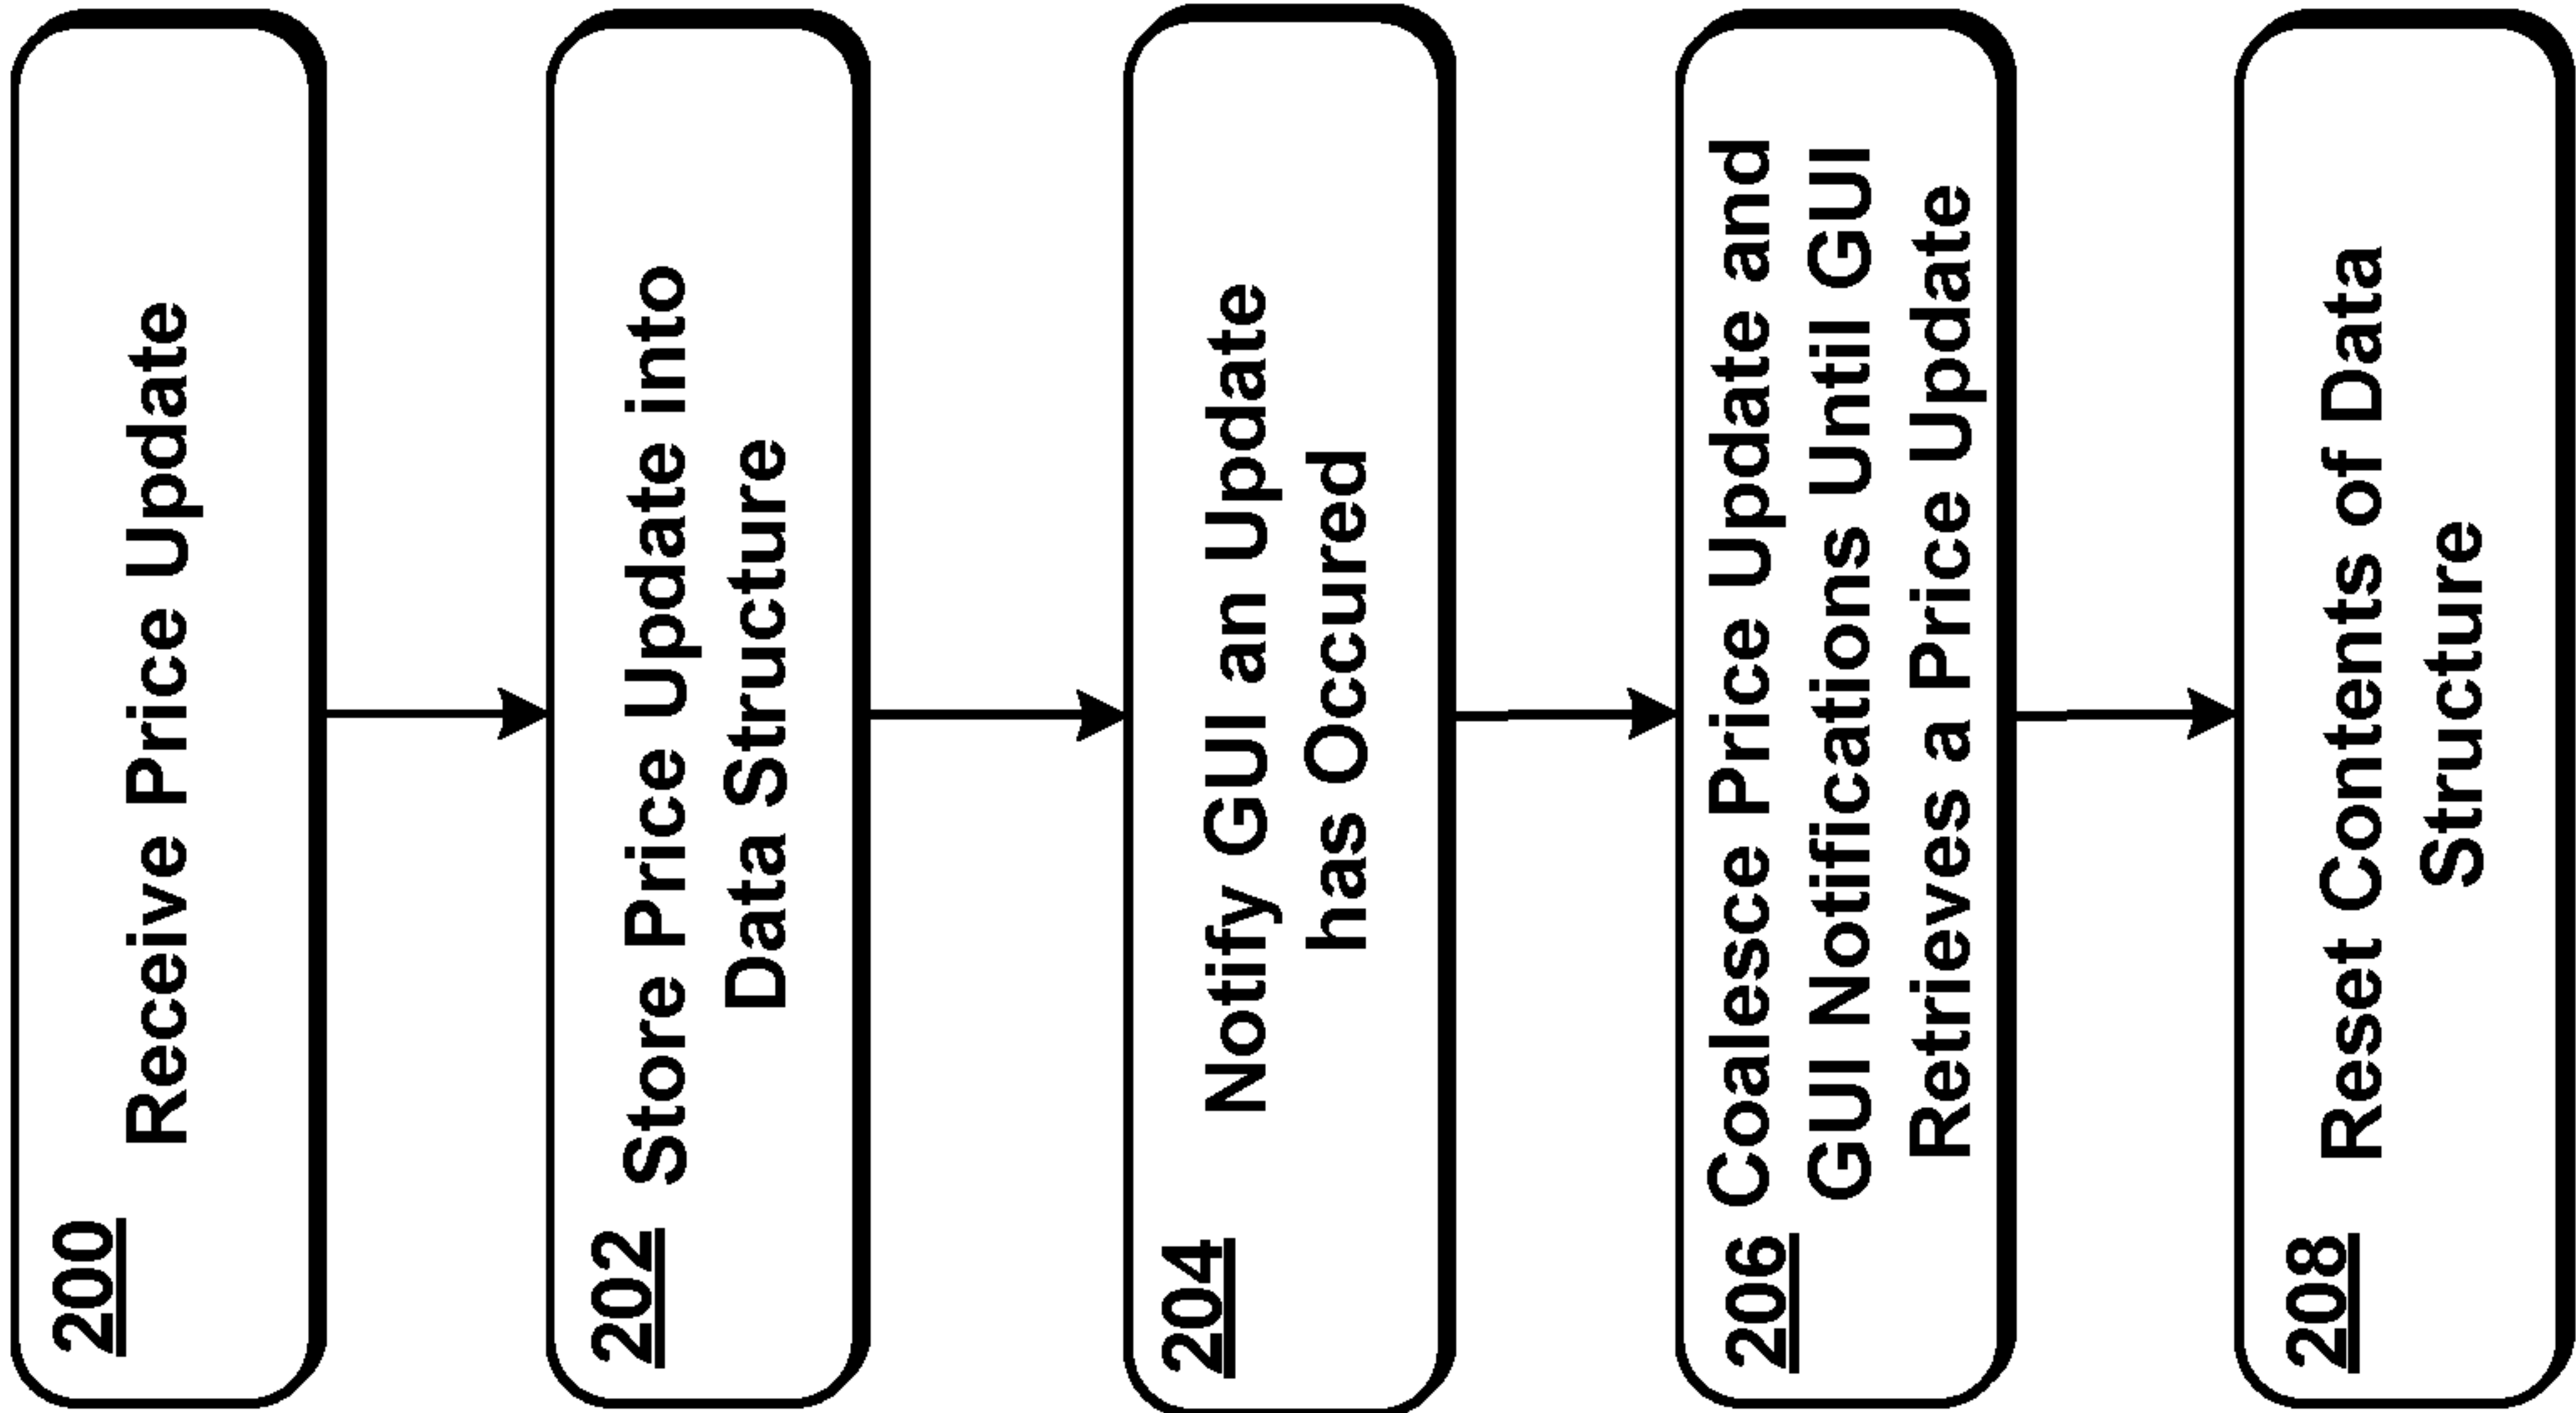 200
Receive Price Update
202
Store Price Update into
Data Structure
204
Notify GUI an Update
has Occured
206
Coalesce Price Update and
GUI Notifications Until GUI
Retrieves a Price Update
208
Reset Contents of Data
Structure